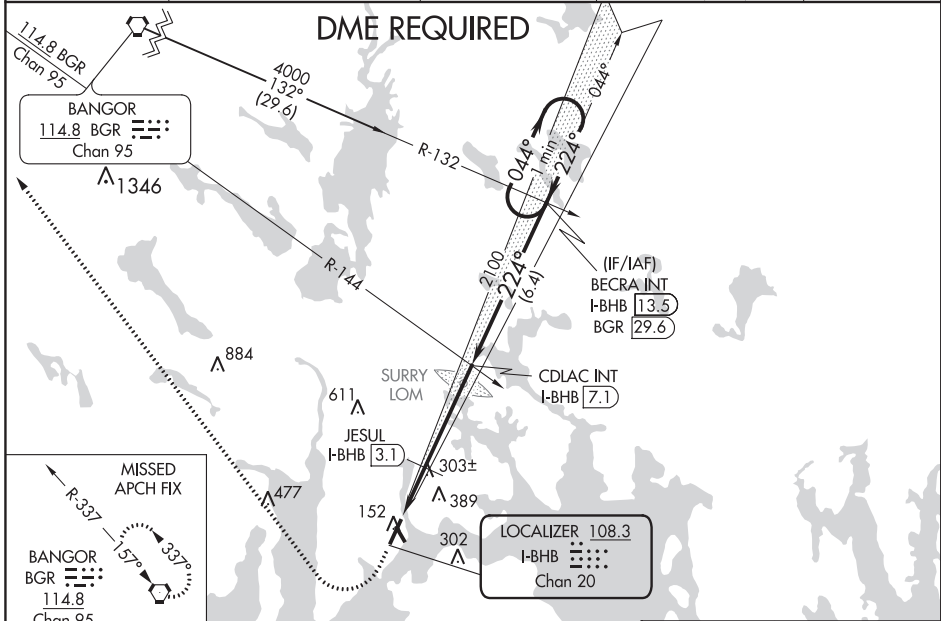 DME REQUIRED
114.8 BGR
Chan 95
BANGOR
114.8 BGR
Chan 95
4000
132°
(29.6)
R-132
1346
044°
044°
1 min
224°
(IF/IAF)
BECRA INT
I-BHB 13.5
BGR 29.6
R-144
2100
224°
(6.4)
884
SURRY
LOM
CDLAC INT
I-BHB 7.1
611
JESUL
I-BHB 3.1
303±
389
477
152
302
LOCALIZER 108.3
I-BHB
Chan 20
MISSED
APCH FIX
R-337
157°
337°
BANGOR
BGR
114.8
Chan 95